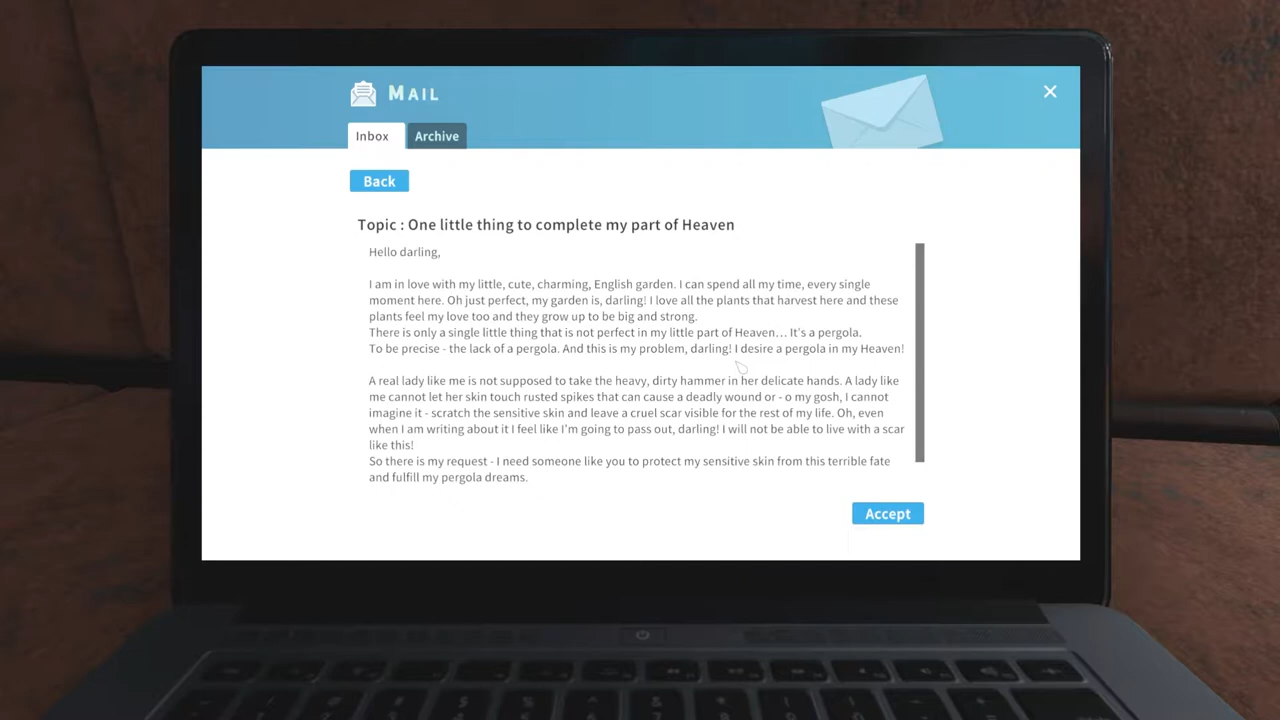 MAIL
Inbox
Archive
Back
Topic : One little thing to complete my part of Heaven
Hello darling,
I am in love with my little, cute, charming, English garden. I can spend all my time, every single
moment here. Oh just perfect, my garden is, darling! I love all the plants that harvest here and these
plants feel my love too and they grow up to be big and strong.
There is only a single little thing that is not perfect in my little part of Heaven... It's a pergola.
To be precise - the lack of a pergola. And this is my problem, darling! I desire a pergola in my Heaven!
A real lady like me is not supposed to take the heavy, dirty hammer in her delicate hands. A lady like
me cannot let her skin touch rusted spikes that can cause a deadly wound or - o my gosh, I cannot
imagine it - scratch the sensitive skin and leave a cruel scar visible for the rest of my life. Oh, even
when I am writing about it I feel like I'm going to pass out, darling! I will not be able to live with a scar
like this!
So there is my request - I need someone like you to protect my sensitive skin from this terrible fate
and fulfill my pergola dreams.
Accept